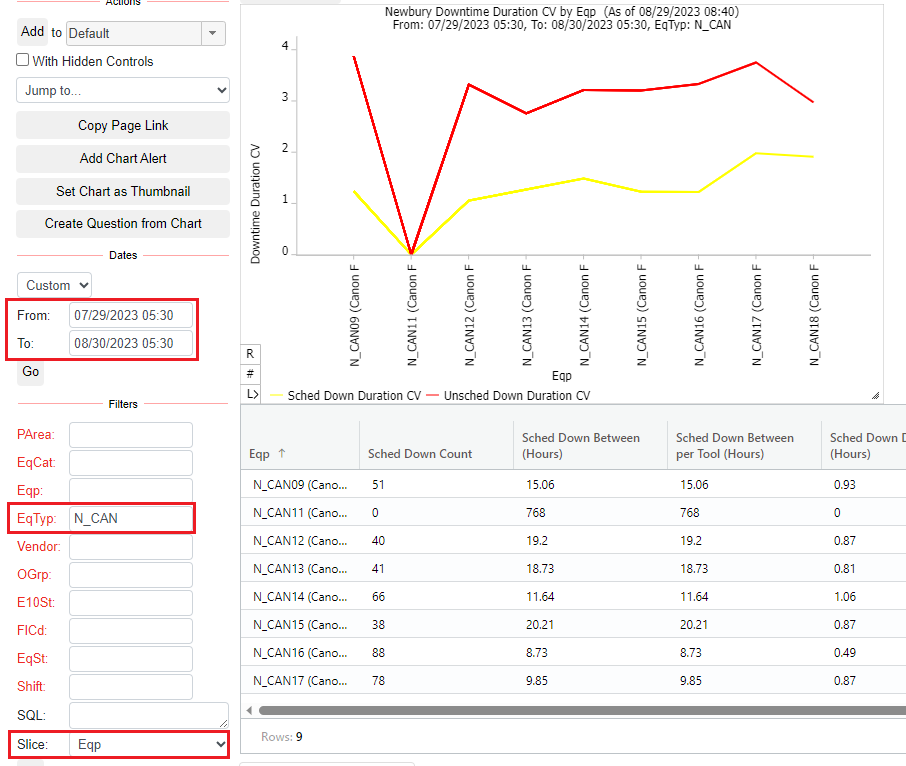 Actions
Add to Default
With Hidden Controls
Jump to...
Copy Page Link
Add Chart Alert
Set Chart as Thumbnail
Create Question from Chart
Dates
Custom
From: 07/29/2023 05:30
To: 08/30/2023 05:30
Go
Filters
PArea:
EqCat:
Eqp:
EqTyp: N_CAN
Vendor:
OGrp:
E10St:
FICd:
EqSt:
Shift:
SQL:
Slice: Eqp
Newbury Downtime Duration CV by Eqp (As of 08/29/2023 08:40)
From: 07/29/2023 05:30, To: 08/30/2023 05:30, EqTyp: N_CAN
Downtime Duration CV
4
3
2
1
0
N_CAN09 (Canon F
N_CAN11 (Canon F
N_CAN12 (Canon F
N_CAN13 (Canon F
N_CAN14 (Canon F
N_CAN15 (Canon F
N_CAN16 (Canon F
N_CAN17 (Canon F
N_CAN18 (Canon F
Eqp
R
#
L>
Sched Down Duration CV Unsched Down Duration CV
Eqp ↑ Sched Down Count Sched Down Between (Hours) Sched Down Between per Tool (Hours) Sched Down D (Hours)
N_CAN09 (Cano... 51 15.06 15.06 0.93
N_CAN11 (Cano... 0 768 768 0
N_CAN12 (Cano... 40 19.2 19.2 0.87
N_CAN13 (Cano... 41 18.73 18.73 0.81
N_CAN14 (Cano... 66 11.64 11.64 1.06
N_CAN15 (Cano... 38 20.21 20.21 0.87
N_CAN16 (Cano... 88 8.73 8.73 0.49
N_CAN17 (Cano... 78 9.85 9.85 0.87
Rows: 9